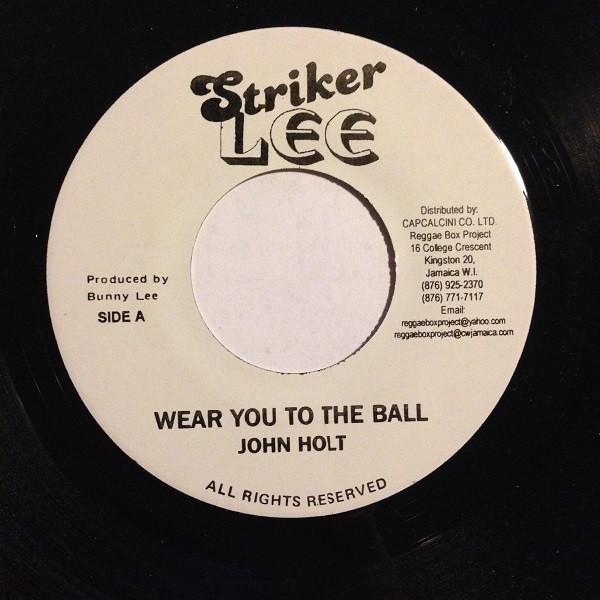 Striker
LEE
Distributed by:
CAPCALCINI CO. LTD.
Reggae Box Project
16 College Crescent
Kingston 20,
Jamaica W.I.
(876) 925-2370
(876) 771-7117
Email:
reggaeboxproject@yahoo.com
reggaeboxproject@cwjamaica.com
Produced by
Bunny Lee
SIDE A
WEAR YOU TO THE BALL
JOHN HOLT
ALL RIGHTS RESERVED